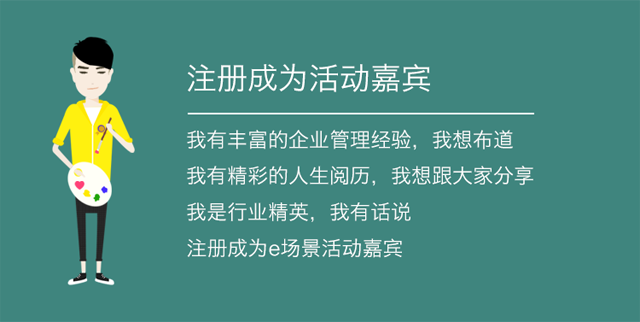 注册成为活动嘉宾
我有丰富的企业管理经验，我想布道
我有精彩的人生阅历，我想跟大家分享
我是行业精英，我有话说
注册成为e场景活动嘉宾